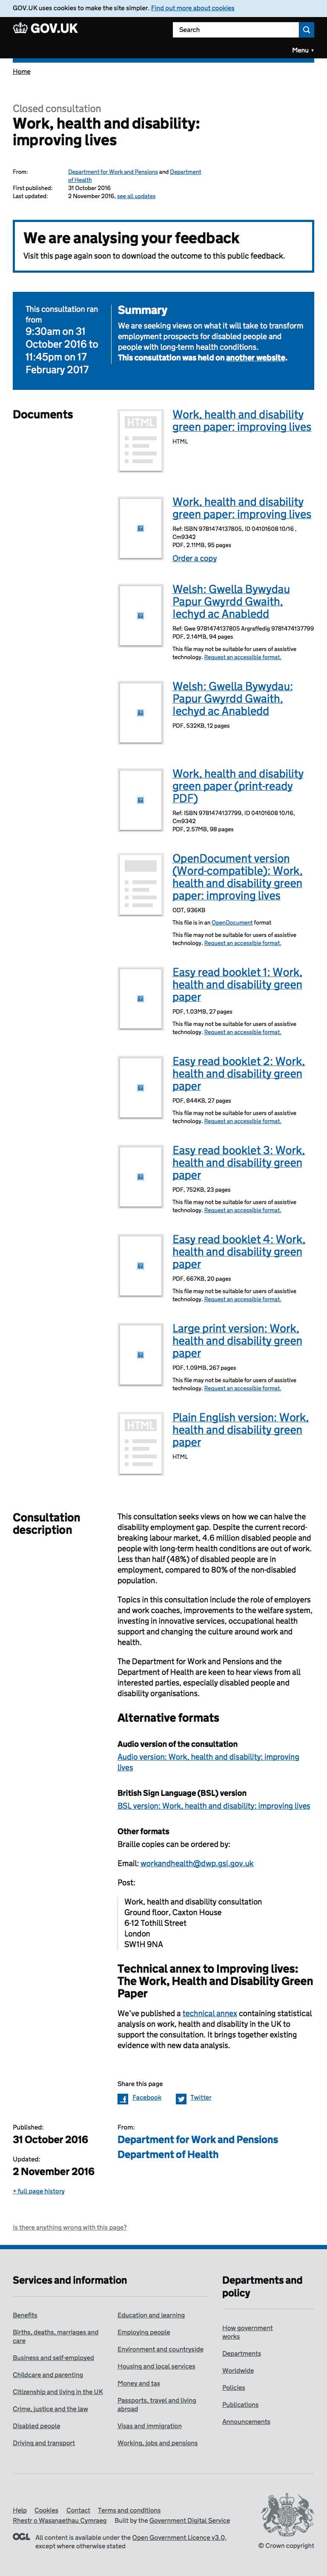 GOV.UK uses cookies to make the site simpler. Find out more about cookies
GOV.UK
Search
Menu ▾
Home
Closed consultation
Work, health and disability:
improving lives
From:
Department for Work and Pensions and Department
of Health
First published:
31 October 2016
Last updated:
2 November 2016, see all updates
We are analysing your feedback
Visit this page again soon to download the outcome to this public feedback.
This consultation ran
from
9:30am on 31
October 2016 to
11:45pm on 17
February 2017
Summary
We are seeking views on what it will take to transform
employment prospects for disabled people and
people with long-term health conditions.
This consultation was held on another website.
Documents
HTML
Work, health and disability
green paper: improving lives
HTML
Work, health and disability
green paper: improving lives
Ref: ISBN 9781474137805, ID 04101608 10/16 ,
Cm9342
PDF, 2.11MB, 95 pages
Order a copy
Welsh: Gwella Bywydau
Papur Gwyrdd Gwaith,
Iechyd ac Anabledd
Ref: Gwe 9781474137805 Argraffedig 9781474137799
PDF, 2.14MB, 94 pages
This file may not be suitable for users of assistive
technology. Request an accessible format.
Welsh: Gwella Bywydau:
Papur Gwyrdd Gwaith,
Iechyd ac Anabledd
PDF, 532KB, 12 pages
Work, health and disability
green paper (print-ready
PDF)
Ref: ISBN 9781474137799, ID 04101608 10/16,
Cm9342
PDF, 2.57MB, 98 pages
OpenDocument version
(Word-compatible): Work,
health and disability green
paper: improving lives
ODT, 936KB
This file is in an OpenDocument format
This file may not be suitable for users of assistive
technology. Request an accessible format.
Easy read booklet 1: Work,
health and disability green
paper
PDF, 1.03MB, 27 pages
This file may not be suitable for users of assistive
technology. Request an accessible format.
Easy read booklet 2: Work,
health and disability green
paper
PDF, 844KB, 27 pages
This file may not be suitable for users of assistive
technology. Request an accessible format.
Easy read booklet 3: Work,
health and disability green
paper
PDF, 752KB, 23 pages
This file may not be suitable for users of assistive
technology. Request an accessible format.
Easy read booklet 4: Work,
health and disability green
paper
PDF, 667KB, 20 pages
This file may not be suitable for users of assistive
technology. Request an accessible format.
Large print version: Work,
health and disability green
paper
PDF, 1.09MB, 267 pages
This file may not be suitable for users of assistive
technology. Request an accessible format.
HTML
Plain English version: Work,
health and disability green
paper
HTML
Consultation
description
This consultation seeks views on how we can halve the
disability employment gap. Despite the current record-
breaking labour market, 4.6 million disabled people and
people with long-term health conditions are out of work.
Less than half (48%) of disabled people are in
employment, compared to 80% of the non-disabled
population.
Topics in this consultation include the role of employers
and work coaches, improvements to the welfare system,
investing in innovative services, occupational health
support and changing the culture around work and
health.
The Department for Work and Pensions and the
Department of Health are keen to hear views from all
interested parties, especially disabled people and
disability organisations.
Alternative formats
Audio version of the consultation
Audio version: Work, health and disability: improving
lives
British Sign Language (BSL) version
BSL version: Work, health and disability: improving lives
Other formats
Braille copies can be ordered by:
Email: workandhealth@dwp.gsi.gov.uk
Post:
Work, health and disability consultation
Ground floor, Caxton House
6-12 Tothill Street
London
SW1H 9NA
Technical annex to Improving lives:
The Work, Health and Disability Green
Paper
We've published a technical annex containing statistical
analysis on work, health and disability in the UK to
support the consultation. It brings together existing
evidence with new data analysis.
Share this page
Facebook
Twitter
Published:
31 October 2016
Updated:
2 November 2016
+ full page history
From:
Department for Work and Pensions
Department of Health
Is there anything wrong with this page?
Services and information
Benefits
Births, deaths, marriages and
care
Business and self-employed
Childcare and parenting
Citizenship and living in the UK
Crime, justice and the law
Disabled people
Driving and transport
Education and learning
Employing people
Environment and countryside
Housing and local services
Money and tax
Passports, travel and living
abroad
Visas and immigration
Working, jobs and pensions
Departments and
policy
How government
works
Departments
Worldwide
Policies
Publications
Announcements
Help
Cookies
Contact
Terms and conditions
Rhestr o Wasanaethau Cymraeg
Built by the Government Digital Service
OGL
All content is available under the Open Government Licence v3.0,
except where otherwise stated
© Crown copyright